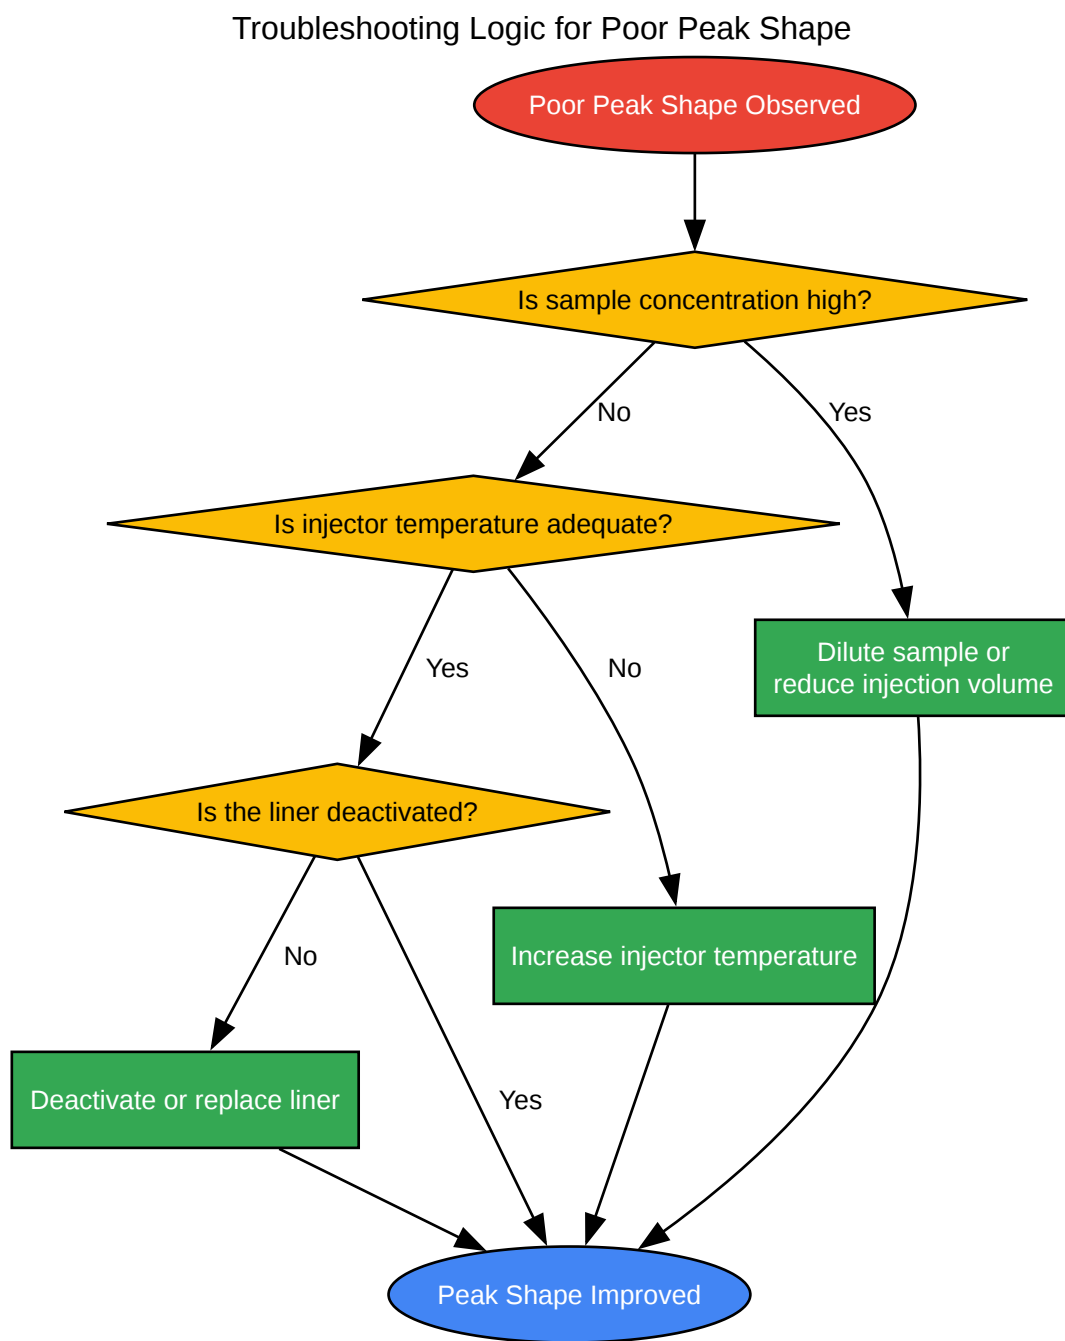 Troubleshooting Logic for Poor Peak Shape
Poor Peak Shape Observed
Is sample concentration high?
No
Yes
Is injector temperature adequate?
Yes
No
Dilute sample or
reduce injection volume
Is the liner deactivated?
No
Increase injector temperature
Deactivate or replace liner
Yes
Peak Shape Improved